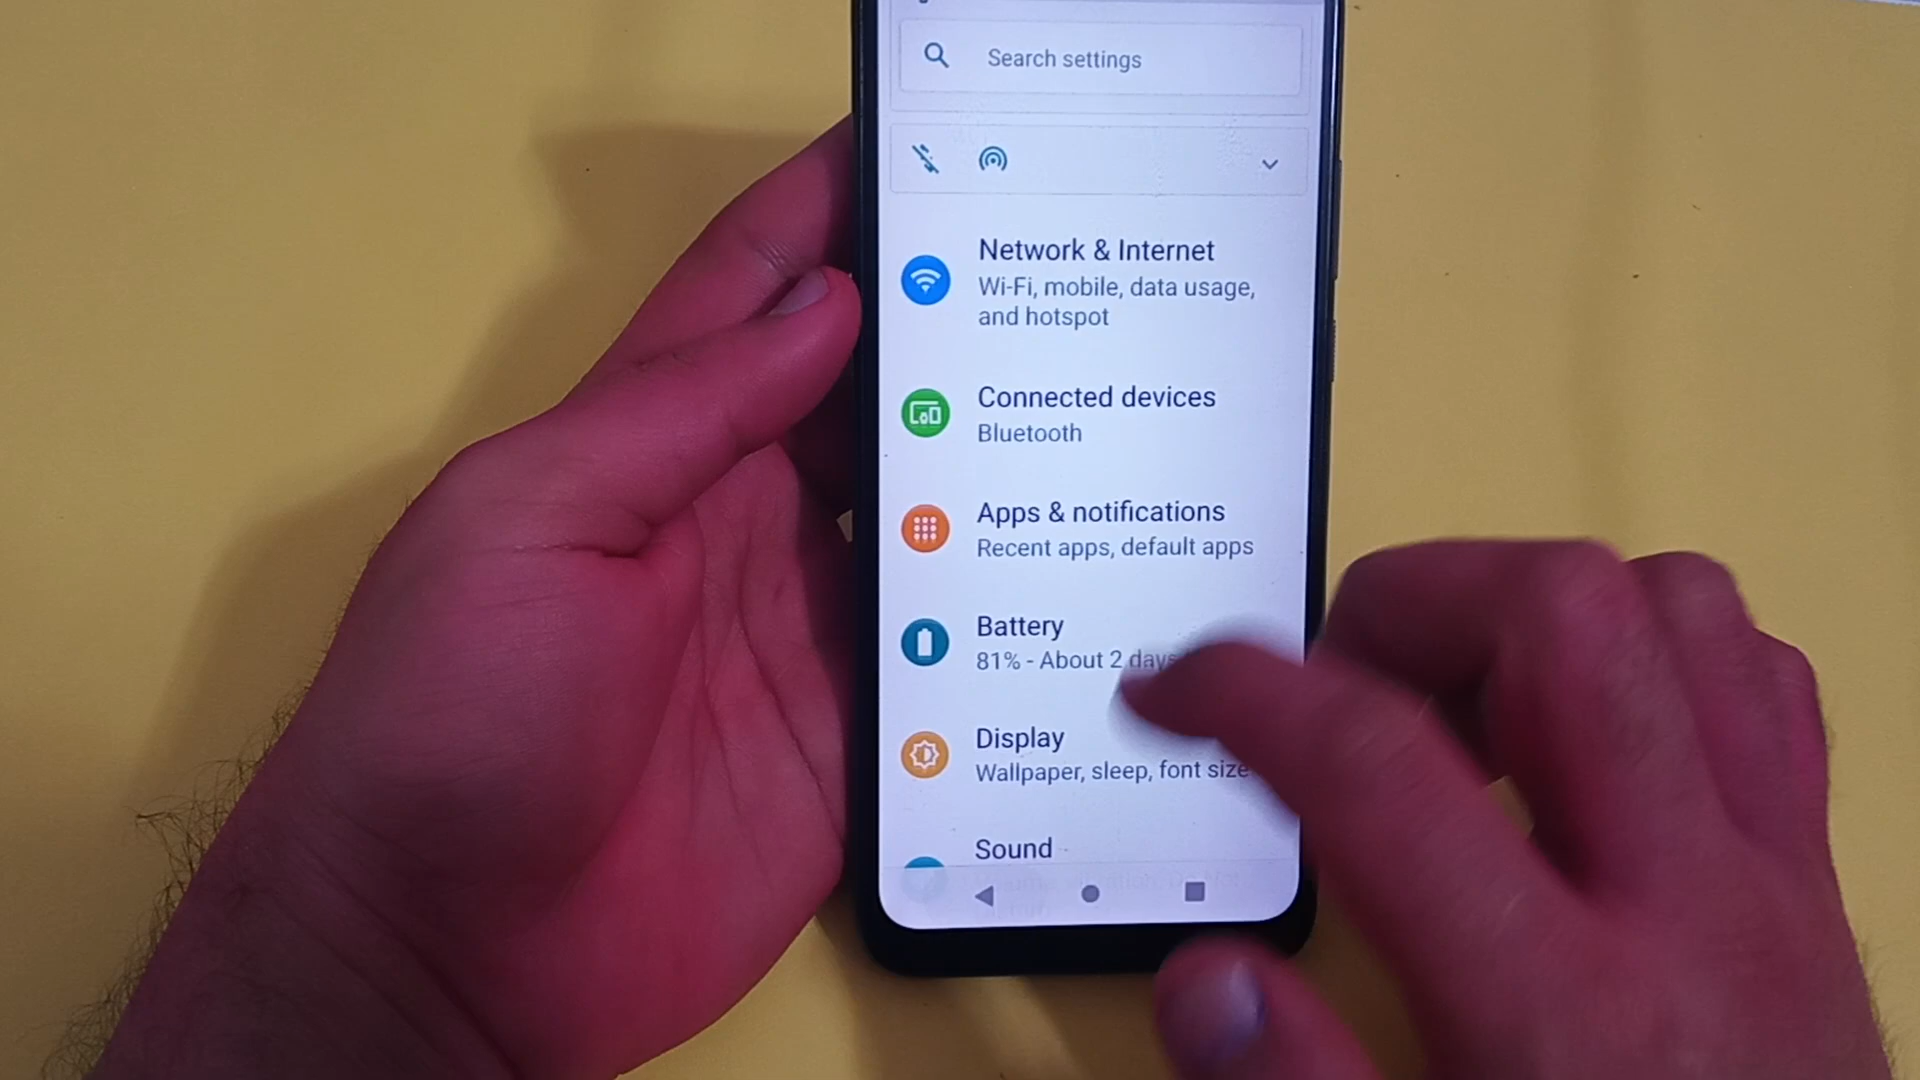 Search settings
Network & Internet
Wi-Fi, mobile, data usage,
and hotspot
Connected devices
Bluetooth
Apps & notifications
Recent apps, default apps
Battery
81% - About 2 days
Display
Wallpaper, sleep, font size
Sound